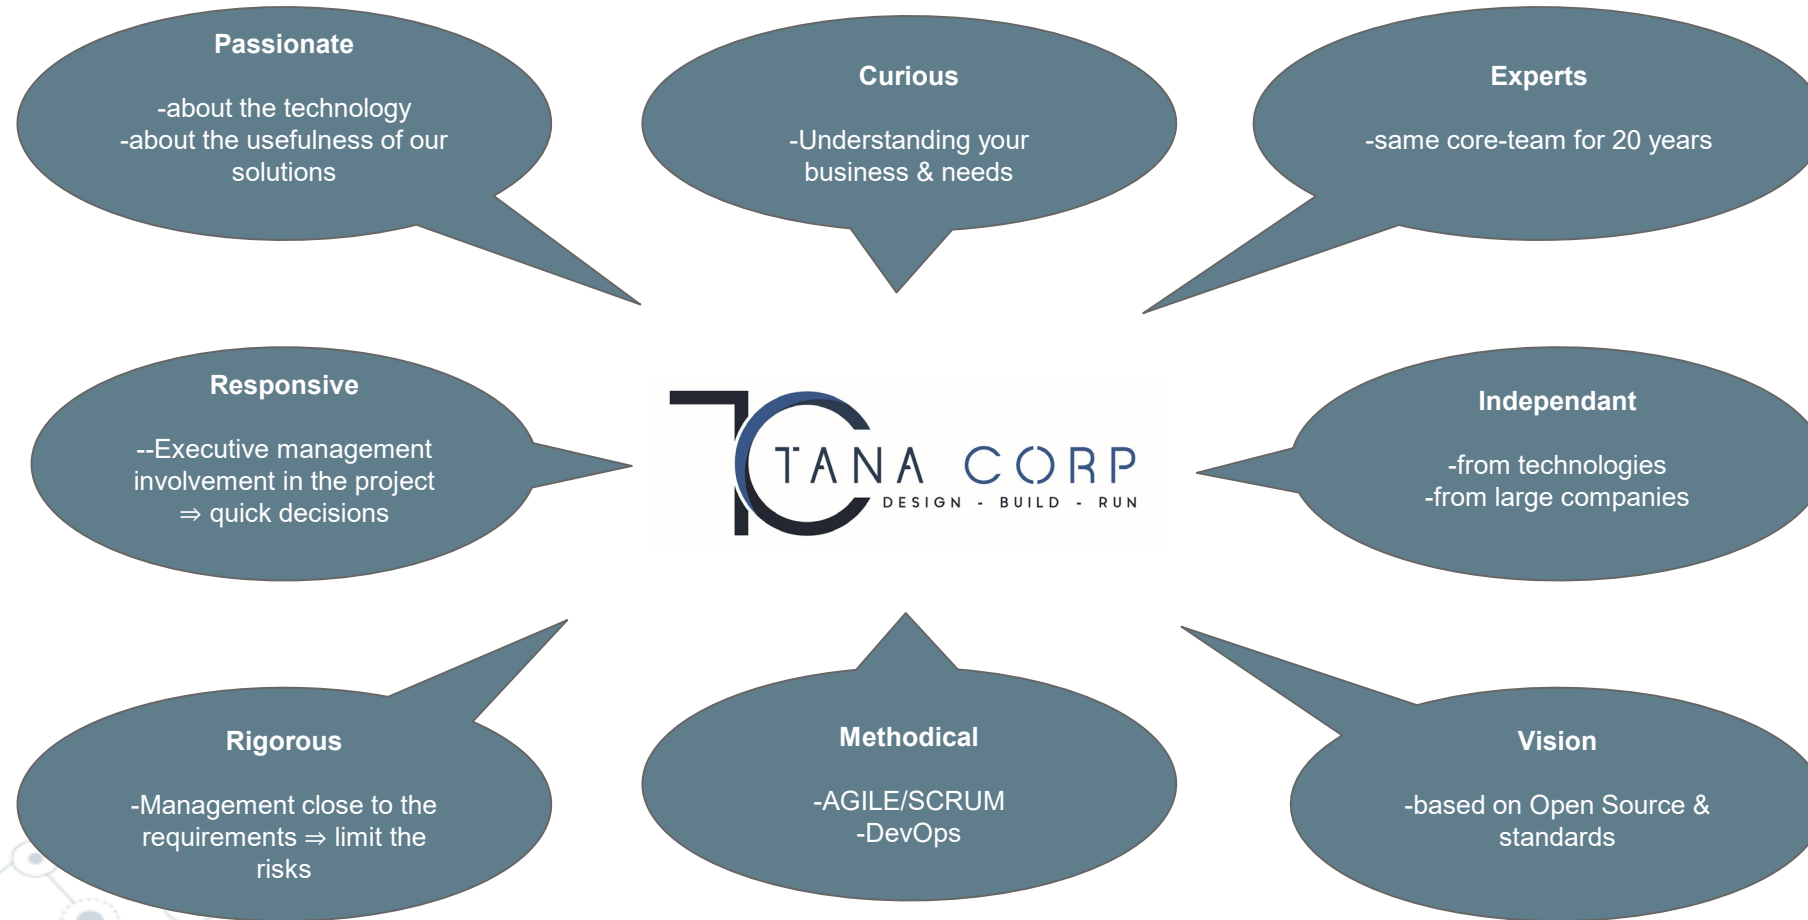 Passionate
-about the technology
-about the usefulness of our
solutions
Curious
-Understanding your
business & needs
Experts
-same core-team for 20 years
Responsive
--Executive management
involvement in the project
⇒ quick decisions
TANA CORP
DESIGN - BUILD - RUN
Independant
-from technologies
-from large companies
Rigorous
-Management close to the
requirements ⇒ limit the
risks
Methodical
-AGILE/SCRUM
-DevOps
Vision
-based on Open Source &
standards